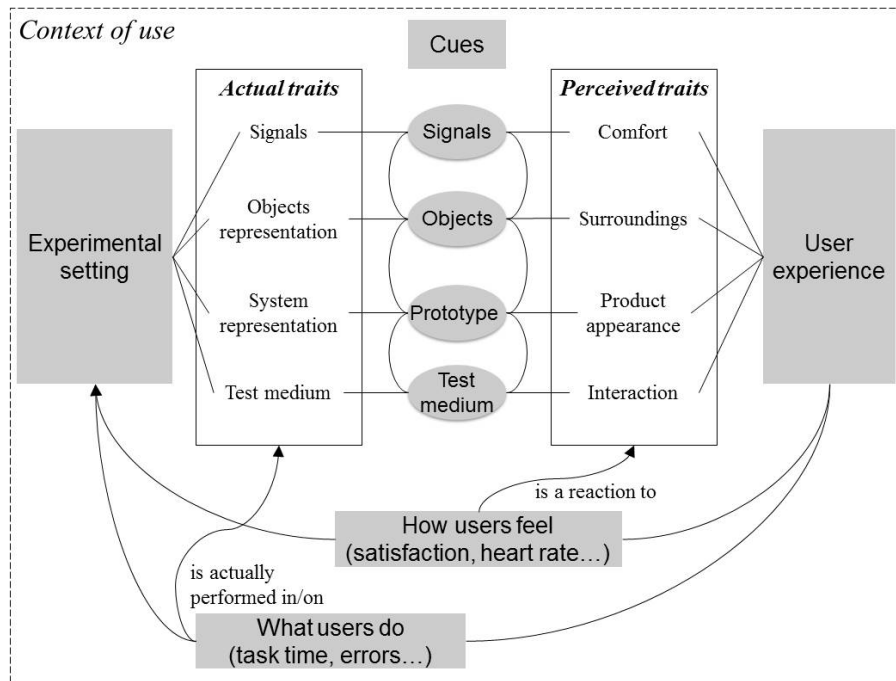 Context of use
Cues
Actual traits
Perceived traits
Signals
Signals
Comfort
Objects
representation
Objects
Surroundings
Experimental
setting
User
experience
System
representation
Prototype
Product
appearance
Test medium
Test
medium
Interaction
is a reaction to
How users feel
(satisfaction, heart rate…)
is actually
performed in/on
What users do
(task time, errors…)